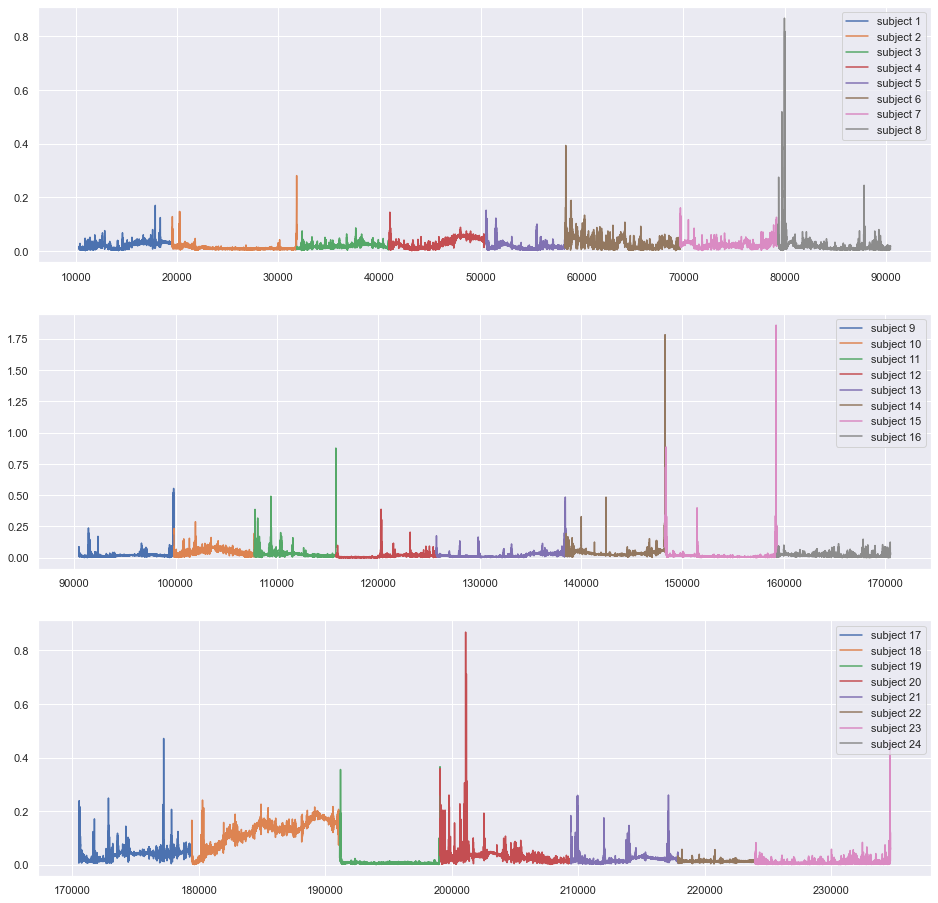 0.8
0.6
0.4
0.2
0.0
10000 20000 30000 40000 50000 60000 70000 80000 90000
subject 1
subject 2
subject 3
subject 4
subject 5
subject 6
subject 7
subject 8
1.75
1.50
1.25
1.00
0.75
0.50
0.25
0.00
90000 100000 110000 120000 130000 140000 150000 160000 170000
subject 9
subject 10
subject 11
subject 12
subject 13
subject 14
subject 15
subject 16
0.8
0.6
0.4
0.2
0.0
170000 180000 190000 200000 210000 220000 230000
subject 17
subject 18
subject 19
subject 20
subject 21
subject 22
subject 23
subject 24